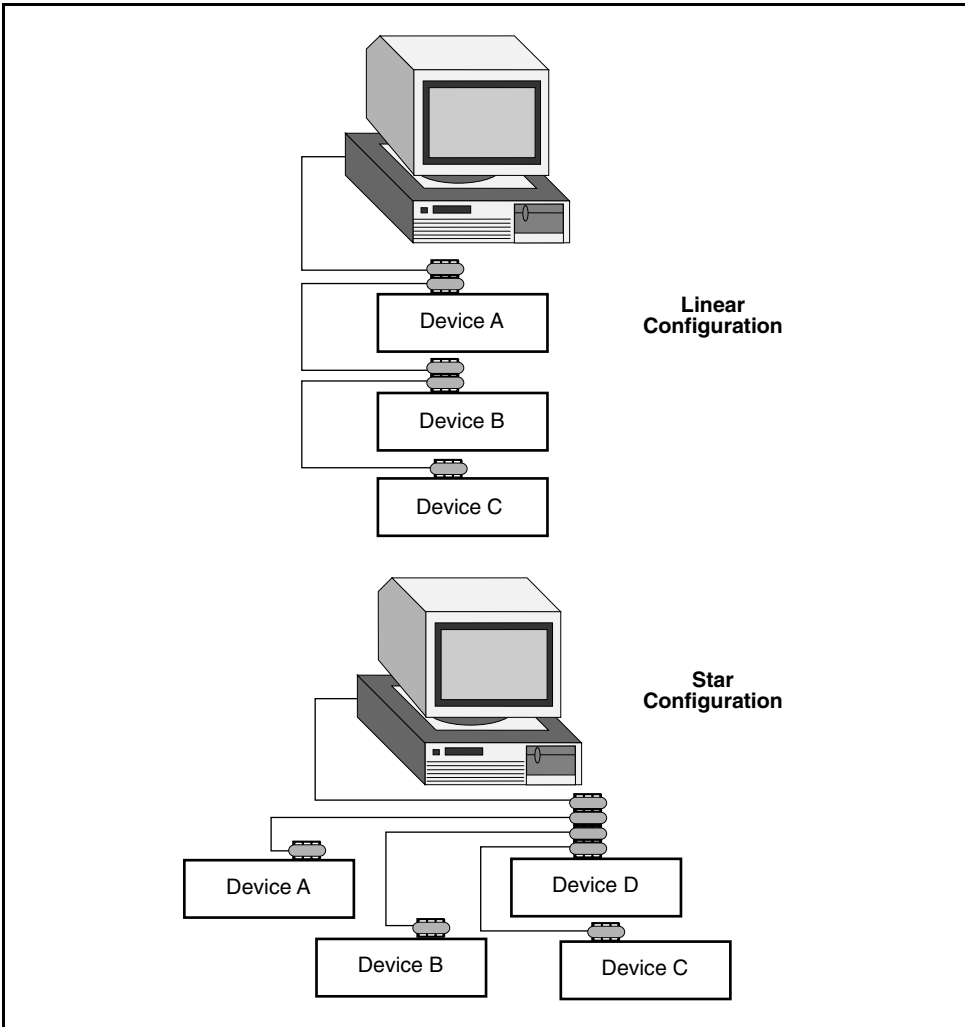 Linear
Configuration
Device A
Device B
Device C
Star
Configuration
Device A
Device D
Device B
Device C